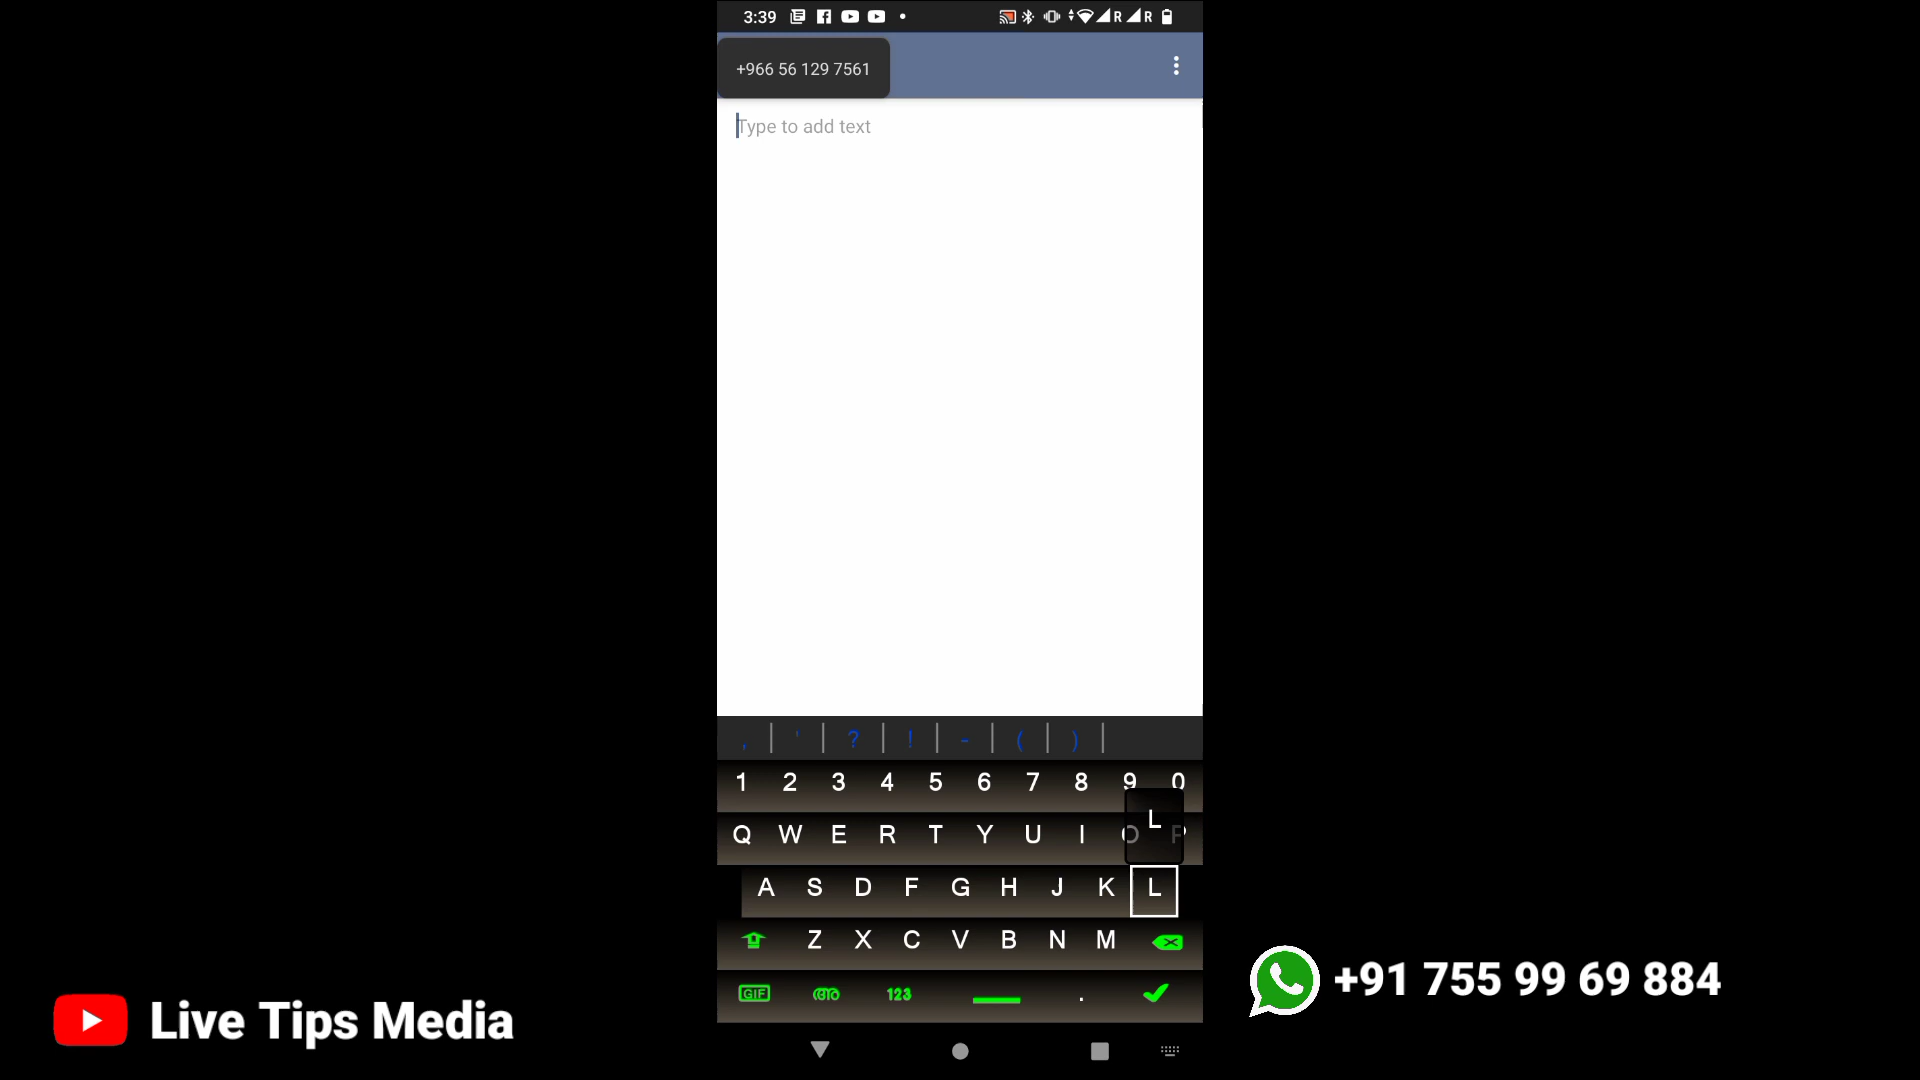 3:39
R R
+966 56 129 7561
Type to add text
, ' ? ! - ( )
1 2 3 4 5 6 7 8 9 0
L
Q W E R T Y U I O P
A S D F G H J K L
Z X C V B N M
GIF അ 123 .
Live Tips Media
+91 755 99 69 884